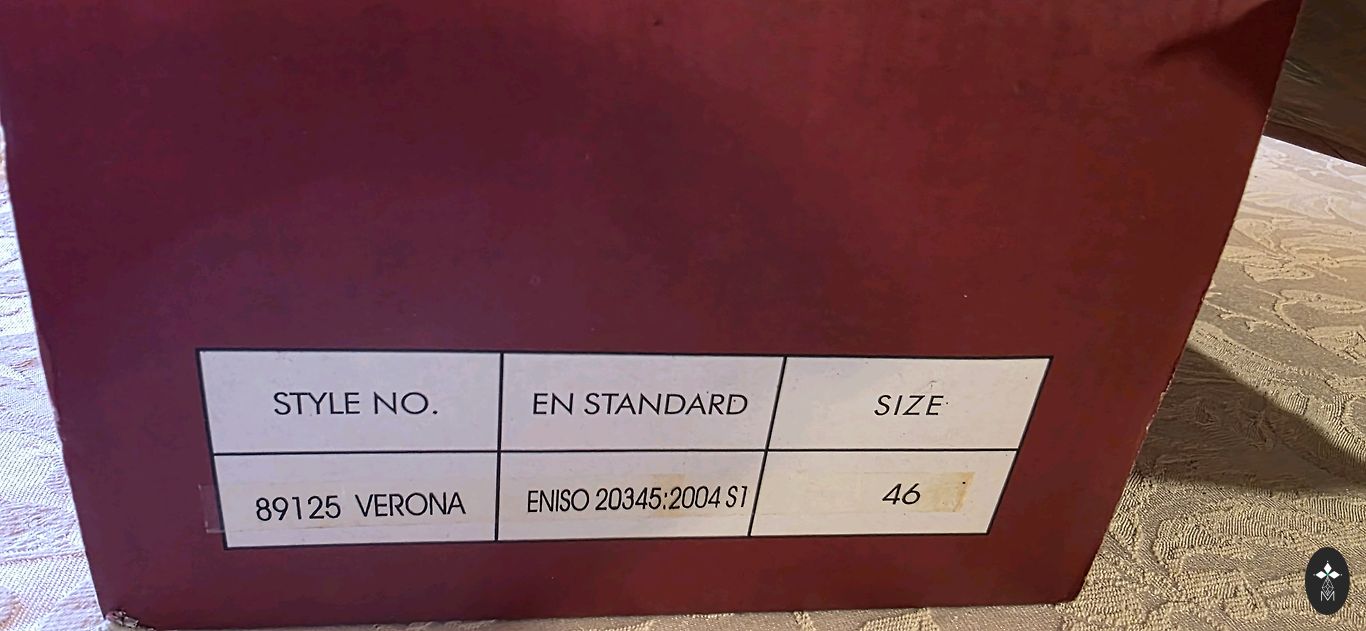 STYLE NO. EN STANDARD SIZE
89125 VERONA ENISO 20345:2004 S1 46
M